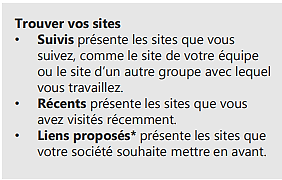 Trouver vos sites
• Suivis présente les sites que vous
suivez, comme le site de votre équipe
ou le site d'un autre groupe avec lequel
vous travaillez.
• Récents présente les sites que vous
avez visités récemment.
• Liens proposés* présente les sites que
votre société souhaite mettre en avant.